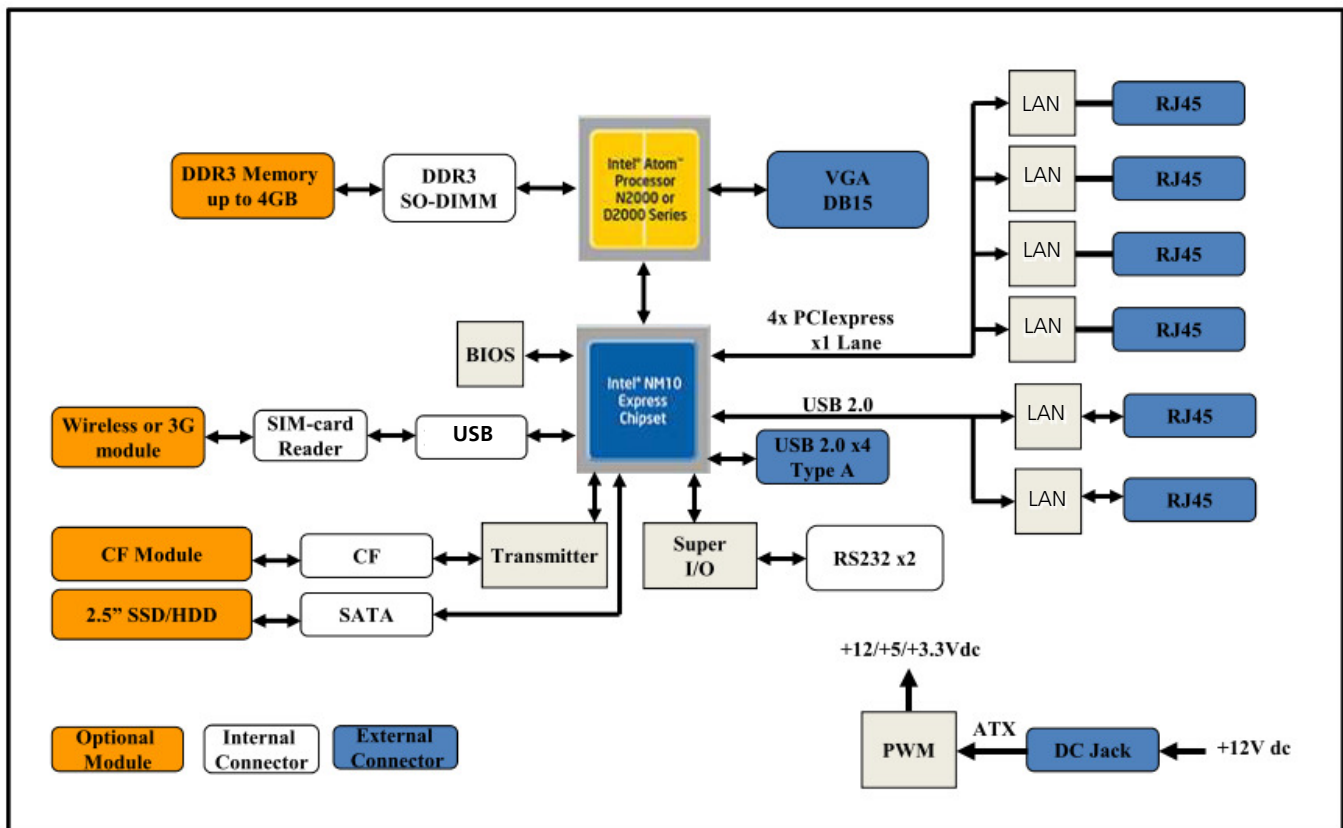 LAN
RJ45
LAN
RJ45
DDR3 Memory
up to 4GB
DDR3
SO-DIMM
Intel® Atom™
Processor
N2000 or
D2000 Series
VGA
DB15
LAN
RJ45
LAN
RJ45
4x PCIexpress
x1 Lane
BIOS
Intel® NM10
Express
Chipset
Wireless or 3G
module
SIM-card
Reader
USB
USB 2.0
LAN
RJ45
USB 2.0 x4
Type A
LAN
RJ45
CF Module
CF
Transmitter
Super
I/O
RS232 x2
2.5” SSD/HDD
SATA
+12/+5/+3.3Vdc
Optional
Module
Internal
Connector
External
Connector
PWM
ATX
DC Jack
+12V dc